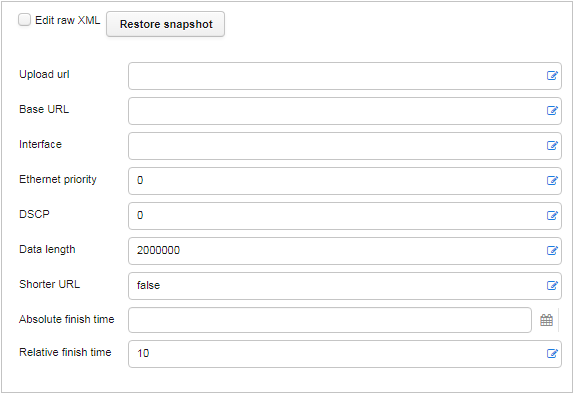 Edit raw XML Restore snapshot
Upload url
Base URL
Interface
Ethernet priority 0
DSCP 0
Data length 2000000
Shorter URL false
Absolute finish time
Relative finish time 10